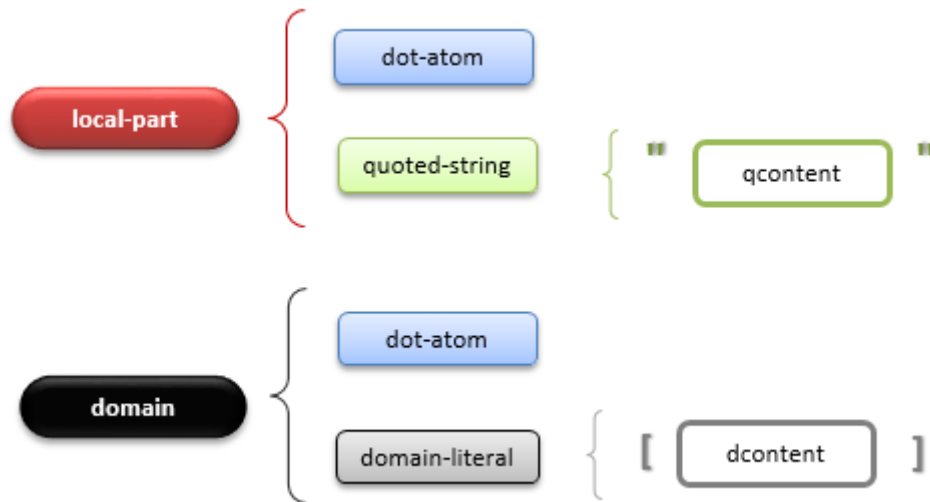 dot-atom
local-part
quoted-string " qcontent "
dot-atom
domain
domain-literal [ dcontent ]